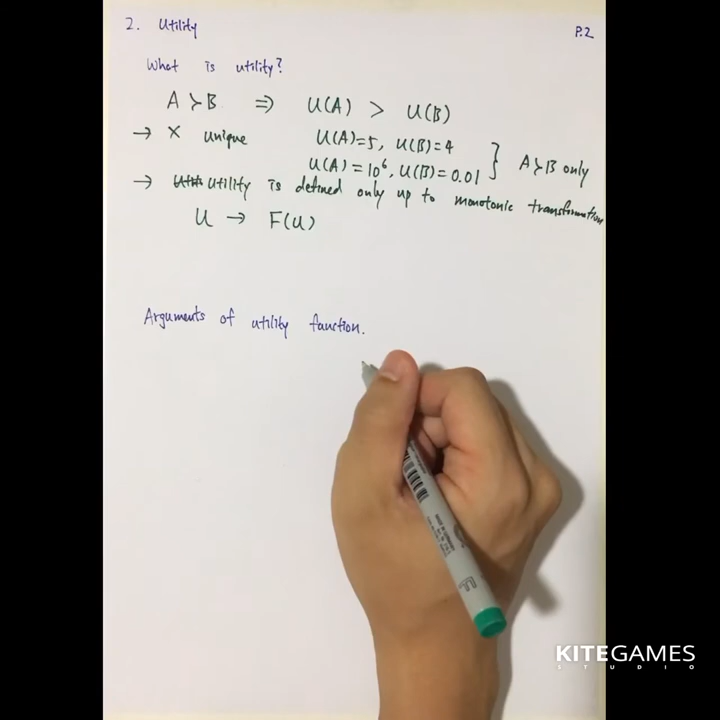 2. Utility
P.2
What is utility?
A ≻ B ⇒ U(A) > U(B)
→ × unique U(A)=5, U(B)=4
U(A)=10⁶, U(B)=0.01 } A≻B only
→ utility is defined only up to monotonic transformation
U → F(U)
Arguments of utility function.
KITEGAMES
STUDIO